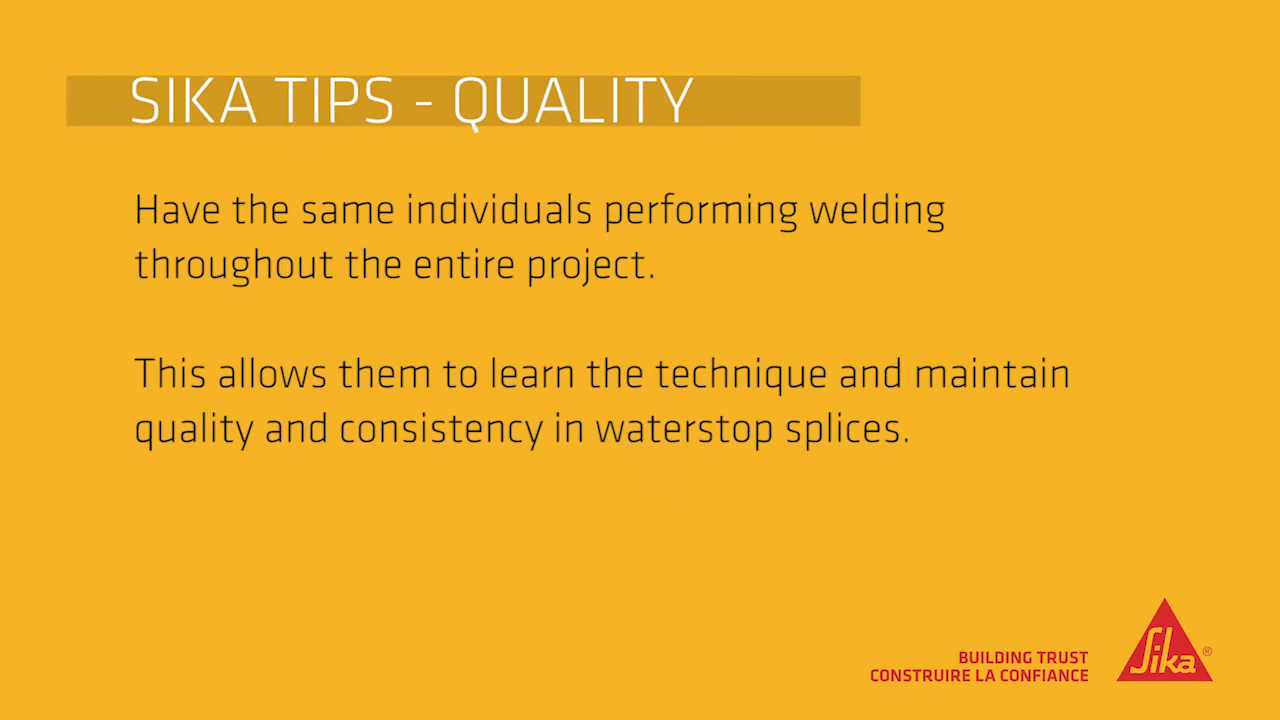 SIKA TIPS - QUALITY
Have the same individuals performing welding
throughout the entire project.
This allows them to learn the technique and maintain
quality and consistency in waterstop splices.
BUILDING TRUST
CONSTRUIRE LA CONFIANCE
Sika®